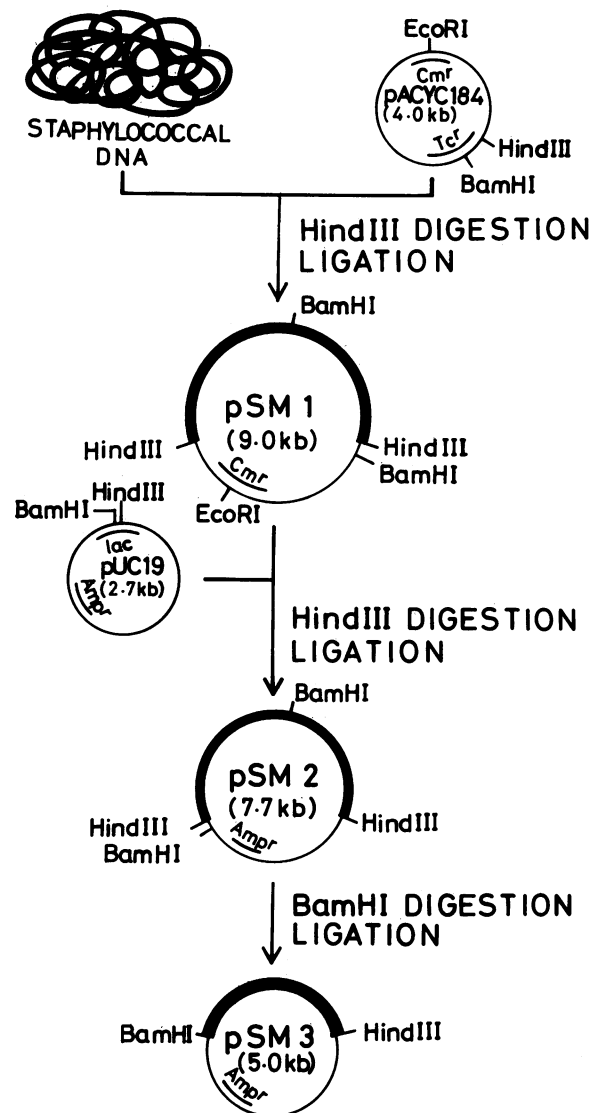 STAPHYLOCOCCAL
DNA
EcoRI
Cmr
pACYC184
(4.0kb)
Tcr
HindIII
BamHI
HindIII DIGESTION
LIGATION
BamHI
pSM 1
(9.0kb)
HindIII
HindIII
BamHI
Cmr
EcoRI
HindIII
BamHI
lac
pUC19
(2.7kb)
Ampr
HindIII DIGESTION
LIGATION
BamHI
pSM 2
(7.7kb)
HindIII
BamHI
Ampr
HindIII
BamHI DIGESTION
LIGATION
BamHI
HindIII
pSM 3
(5.0kb)
Ampr